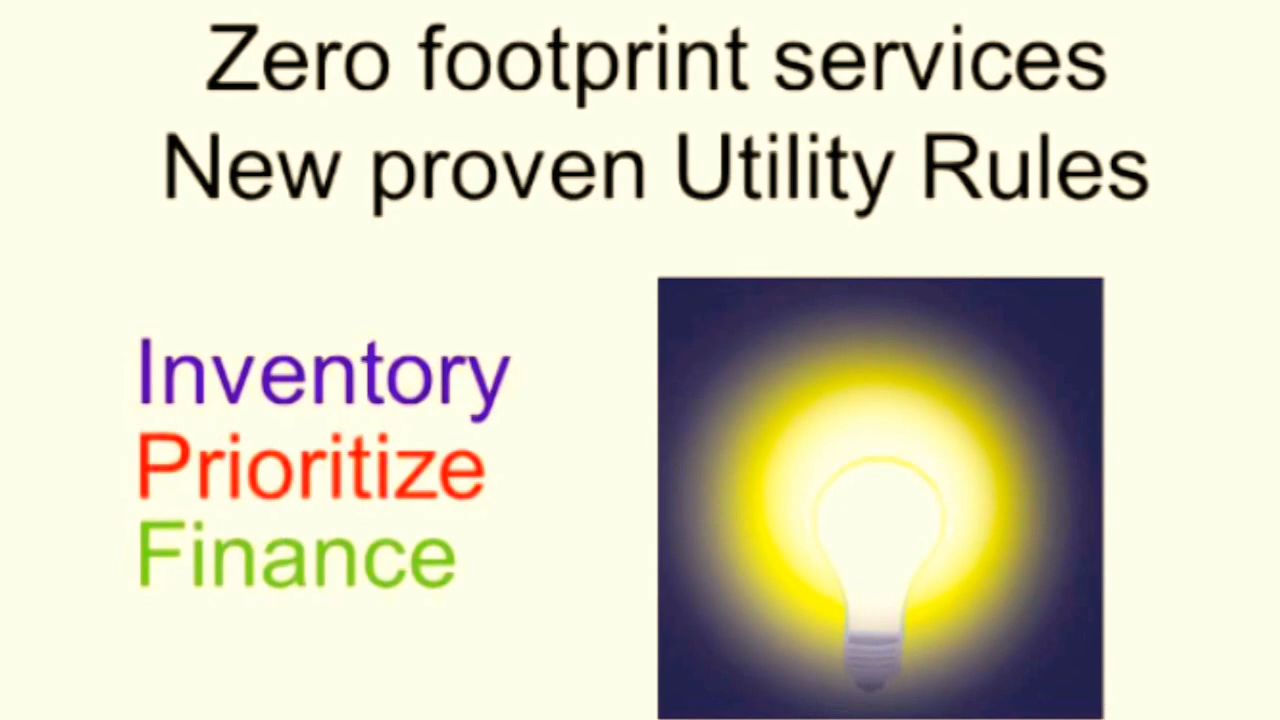 Zero footprint services
New proven Utility Rules
Inventory
Prioritize
Finance